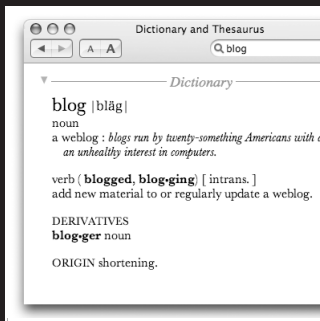 Dictionary and Thesaurus
A A blog
Dictionary
blog |bläg|
noun
a weblog : blogs run by twenty-something Americans with
an unhealthy interest in computers.
verb ( blogged, blog•ging) [ intrans. ]
add new material to or regularly update a weblog.
DERIVATIVES
blog•ger noun
ORIGIN shortening.